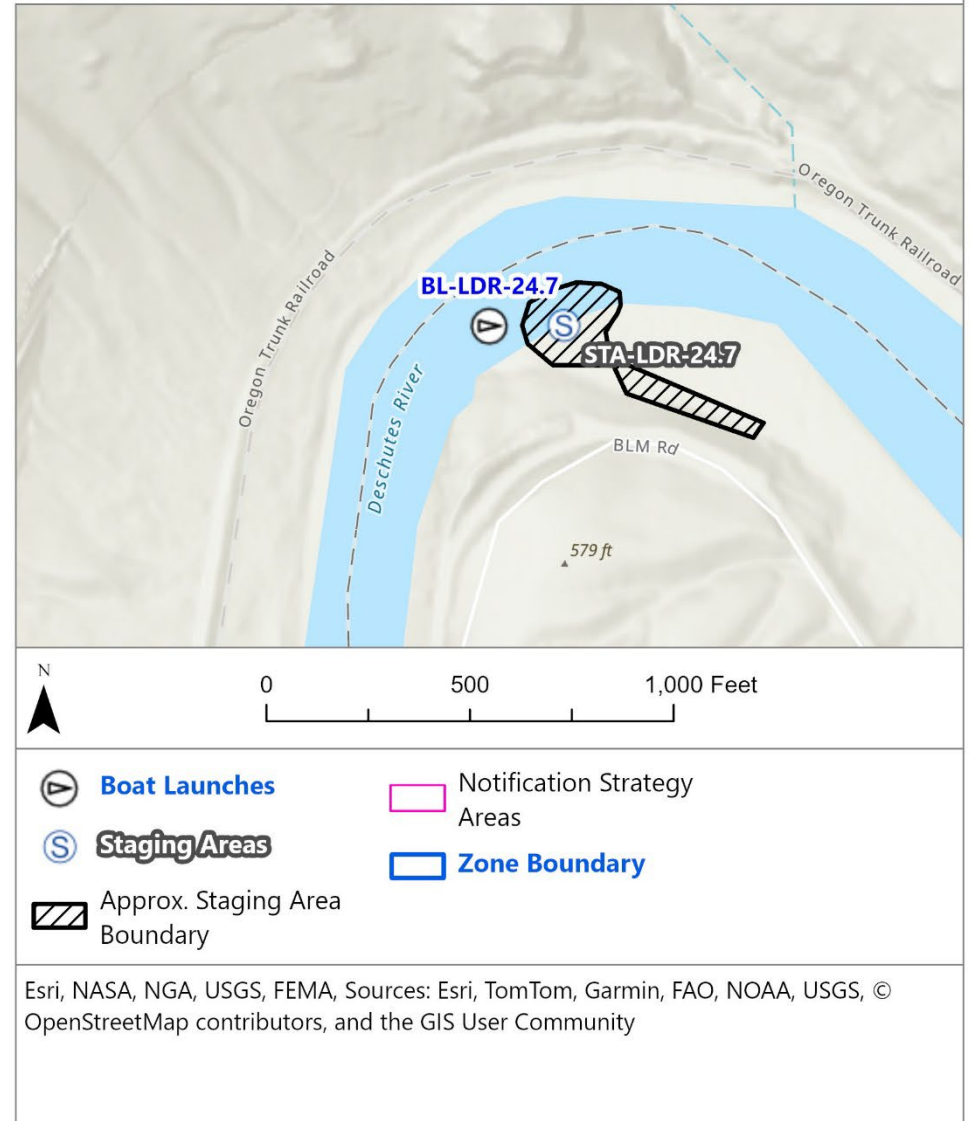 Oregon Trunk Railroad
Oregon Trunk Railroad
BL-LDR-24.7
S
STA-LDR-24.7
Deschutes River
BLM Rd
579 ft
N
0 500 1,000 Feet
Boat Launches
S Staging Areas
Approx. Staging Area
Boundary
Notification Strategy
Areas
Zone Boundary
Esri, NASA, NGA, USGS, FEMA, Sources: Esri, TomTom, Garmin, FAO, NOAA, USGS, ©
OpenStreetMap contributors, and the GIS User Community